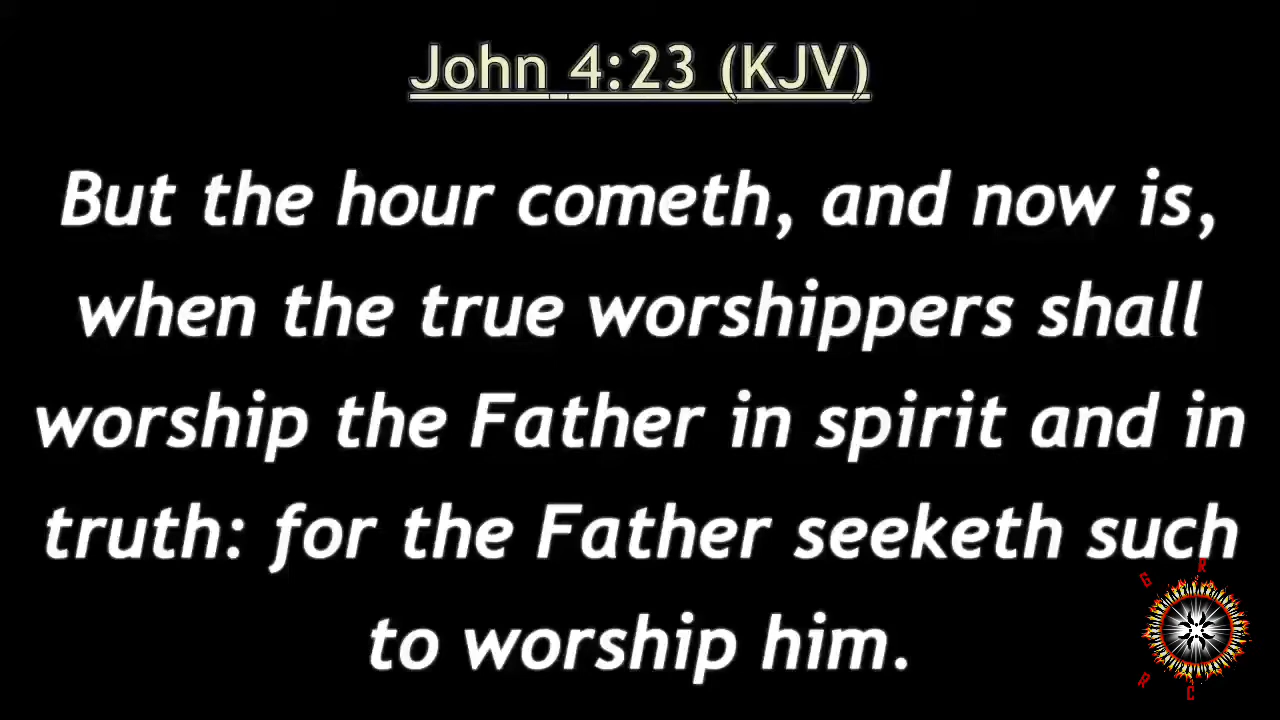 John 4:23 (KJV)
But the hour cometh, and now is,
when the true worshippers shall
worship the Father in spirit and in
truth: for the Father seeketh such
to worship him.
G R
R C